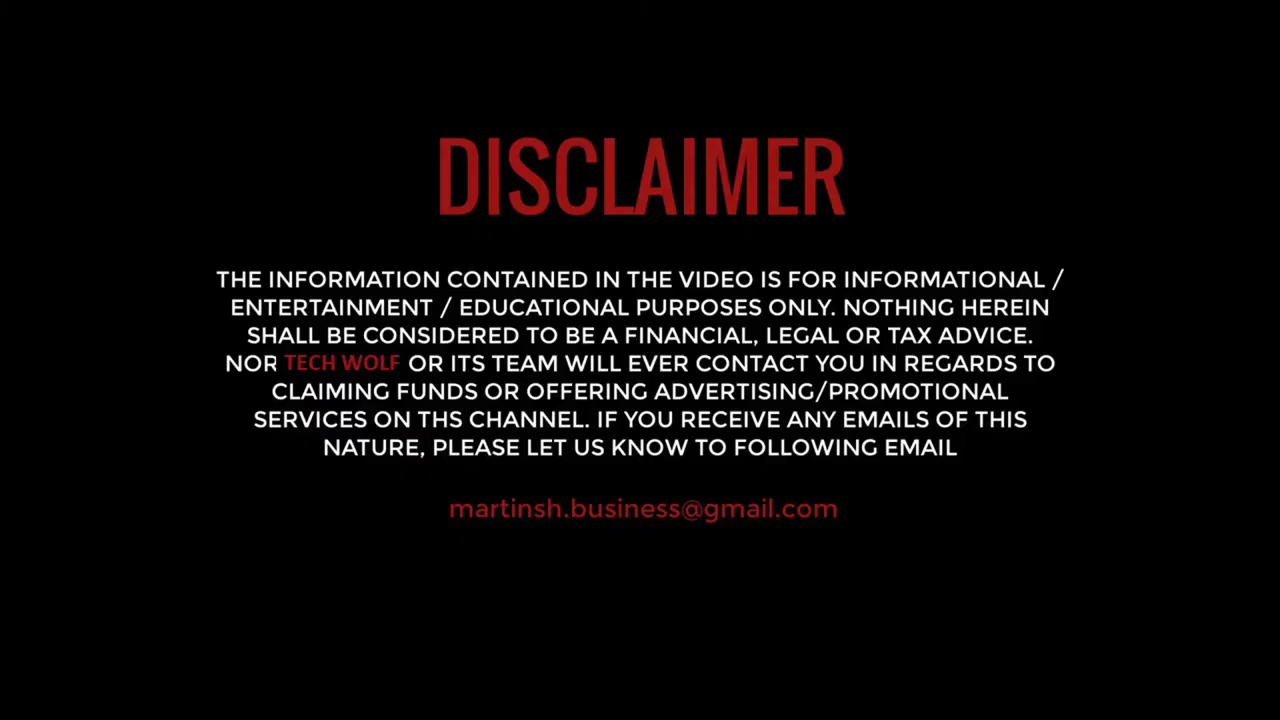 DISCLAIMER
THE INFORMATION CONTAINED IN THE VIDEO IS FOR INFORMATIONAL /
ENTERTAINMENT / EDUCATIONAL PURPOSES ONLY. NOTHING HEREIN
SHALL BE CONSIDERED TO BE A FINANCIAL, LEGAL OR TAX ADVICE.
NOR TECH WOLF OR ITS TEAM WILL EVER CONTACT YOU IN REGARDS TO
CLAIMING FUNDS OR OFFERING ADVERTISING/PROMOTIONAL
SERVICES ON THS CHANNEL. IF YOU RECEIVE ANY EMAILS OF THIS
NATURE, PLEASE LET US KNOW TO FOLLOWING EMAIL
martinsh.business@gmail.com